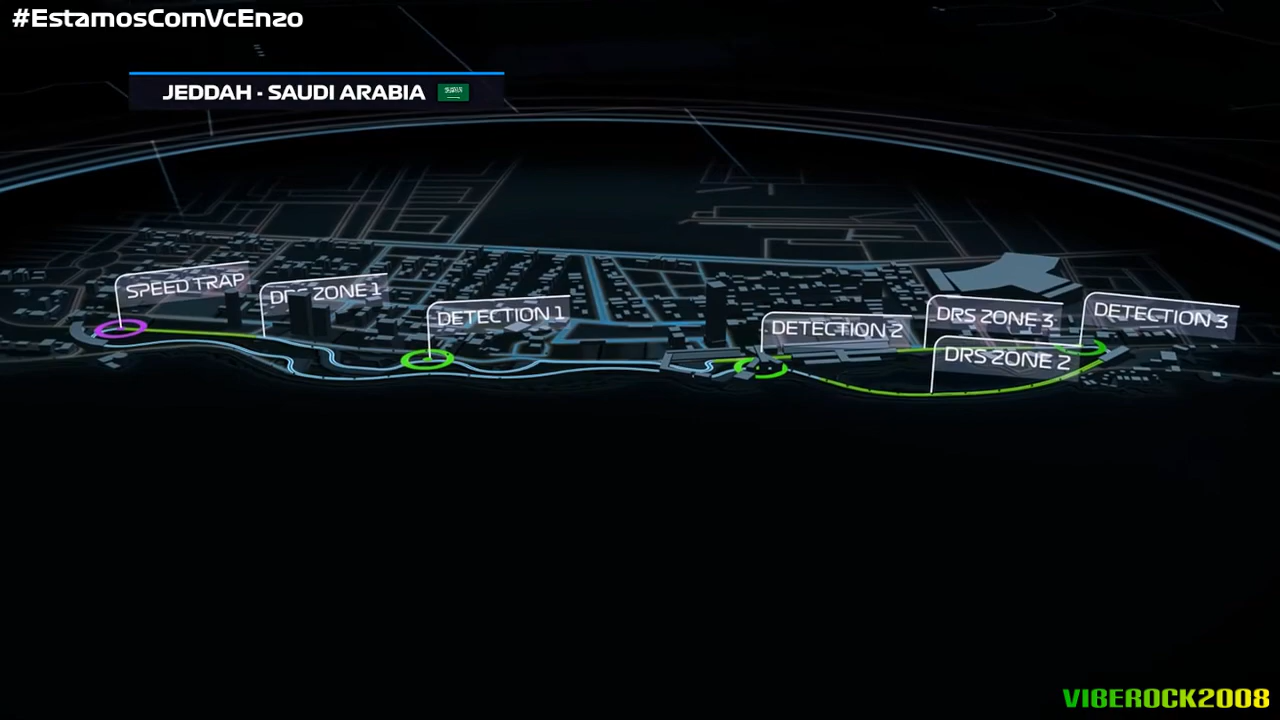 #EstamosComVcEnzo
JEDDAH - SAUDI ARABIA
SPEED TRAP
DRS ZONE 1
DETECTION 1
DETECTION 2
DRS ZONE 3
DETECTION 3
DRS ZONE 2
VIBEROCK2008